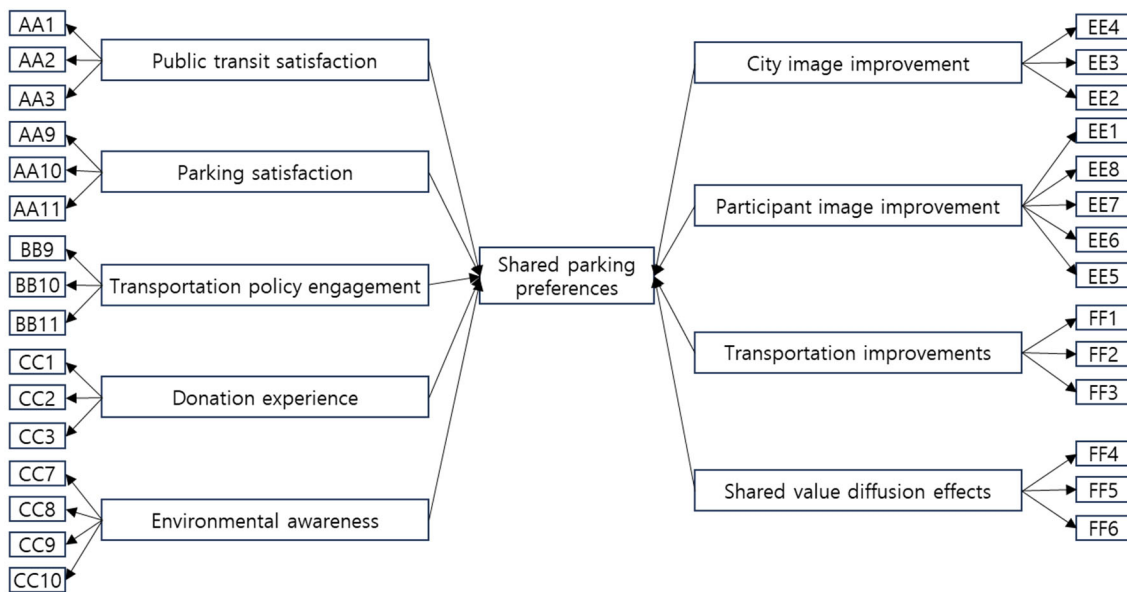 AA1
AA2
AA3
Public transit satisfaction
AA9
AA10
AA11
Parking satisfaction
BB9
BB10
BB11
Transportation policy engagement
CC1
CC2
CC3
Donation experience
CC7
CC8
CC9
CC10
Environmental awareness
Shared parking
preferences
City image improvement
EE4
EE3
EE2
Participant image improvement
EE1
EE8
EE7
EE6
EE5
Transportation improvements
FF1
FF2
FF3
Shared value diffusion effects
FF4
FF5
FF6